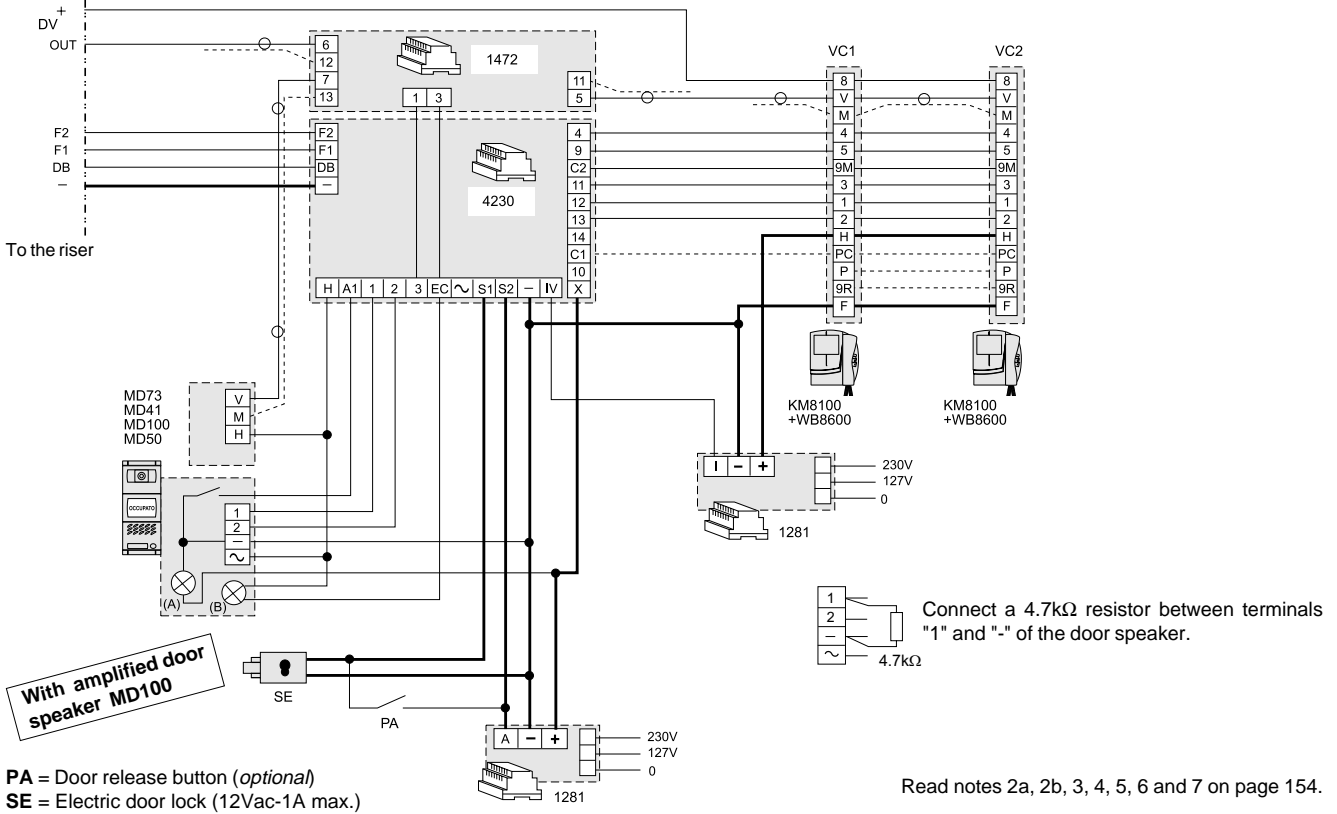 +
DV
OUT
F2
F1
DB
–
To the riser
6
12
7
13
1472
11
5
1 3
F2
F1
DB
–
4230
4
9
C2
11
12
13
14
C1
10
X
H A1 1 2 3 EC ~ S1 S2 – IV
VC1
8
V
M
4
5
9M
3
1
2
H
PC
P
9R
F
KM8100
+WB8600
VC2
8
V
M
4
5
9M
3
1
2
H
PC
P
9R
F
KM8100
+WB8600
MD73
MD41
MD100
MD50
V
M
H
OCCUPATO
1
2
–
~
(A)
(B)
I – +
230V
127V
0
1281
1
2
–
~
4.7kΩ
Connect a 4.7kΩ resistor between terminals
"1" and "-" of the door speaker.
With amplified door
speaker MD100
SE
PA
A – +
230V
127V
0
1281
PA = Door release button (optional)
SE = Electric door lock (12Vac-1A max.)
Read notes 2a, 2b, 3, 4, 5, 6 and 7 on page 154.